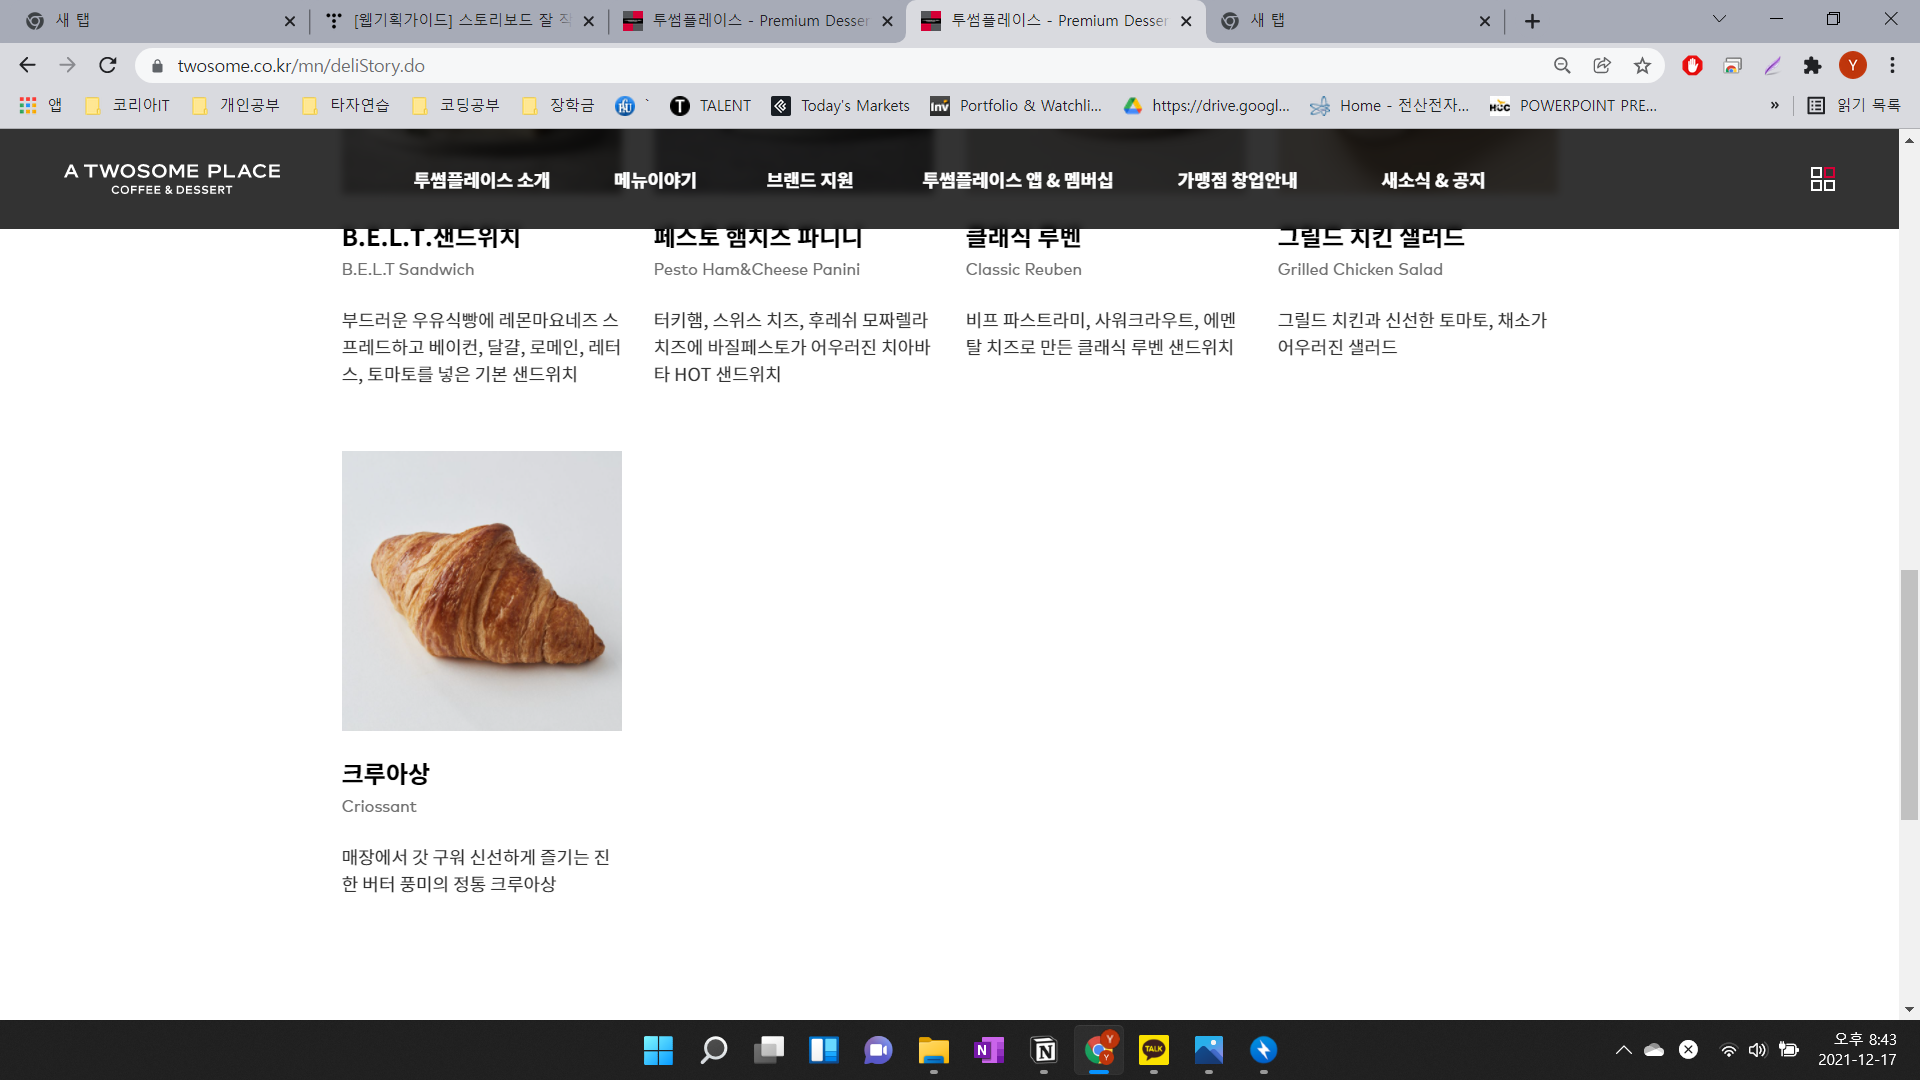 새 탭
[웹기획가이드] 스토리보드 잘 작
투썸플레이스 - Premium Desser
투썸플레이스 - Premium Desser
새 탭
twosome.co.kr/mn/deliStory.do
Y
앱
코리아IT
개인공부
타자연습
코딩공부
장학금
`
TALENT
Today's Markets
Portfolio & Watchli...
https://drive.googl...
Home - 전산전자...
POWERPOINT PRE...
»
읽기 목록
A TWOSOME PLACE
COFFEE & DESSERT
투썸플레이스 소개
메뉴이야기
브랜드 지원
투썸플레이스 앱 & 멤버십
가맹점 창업안내
새소식 & 공지
B.E.L.T.샌드위치
B.E.L.T Sandwich
부드러운 우유식빵에 레몬마요네즈 스
프레드하고 베이컨, 달걀, 로메인, 레터
스, 토마토를 넣은 기본 샌드위치
페스토 햄치즈 파니니
Pesto Ham&Cheese Panini
터키햄, 스위스 치즈, 후레쉬 모짜렐라
치즈에 바질페스토가 어우러진 치아바
타 HOT 샌드위치
클래식 루벤
Classic Reuben
비프 파스트라미, 사워크라우트, 에멘
탈 치즈로 만든 클래식 루벤 샌드위치
그릴드 치킨 샐러드
Grilled Chicken Salad
그릴드 치킨과 신선한 토마토, 채소가
어우러진 샐러드
크루아상
Criossant
매장에서 갓 구워 신선하게 즐기는 진
한 버터 풍미의 정통 크루아상
오후 8:43
2021-12-17